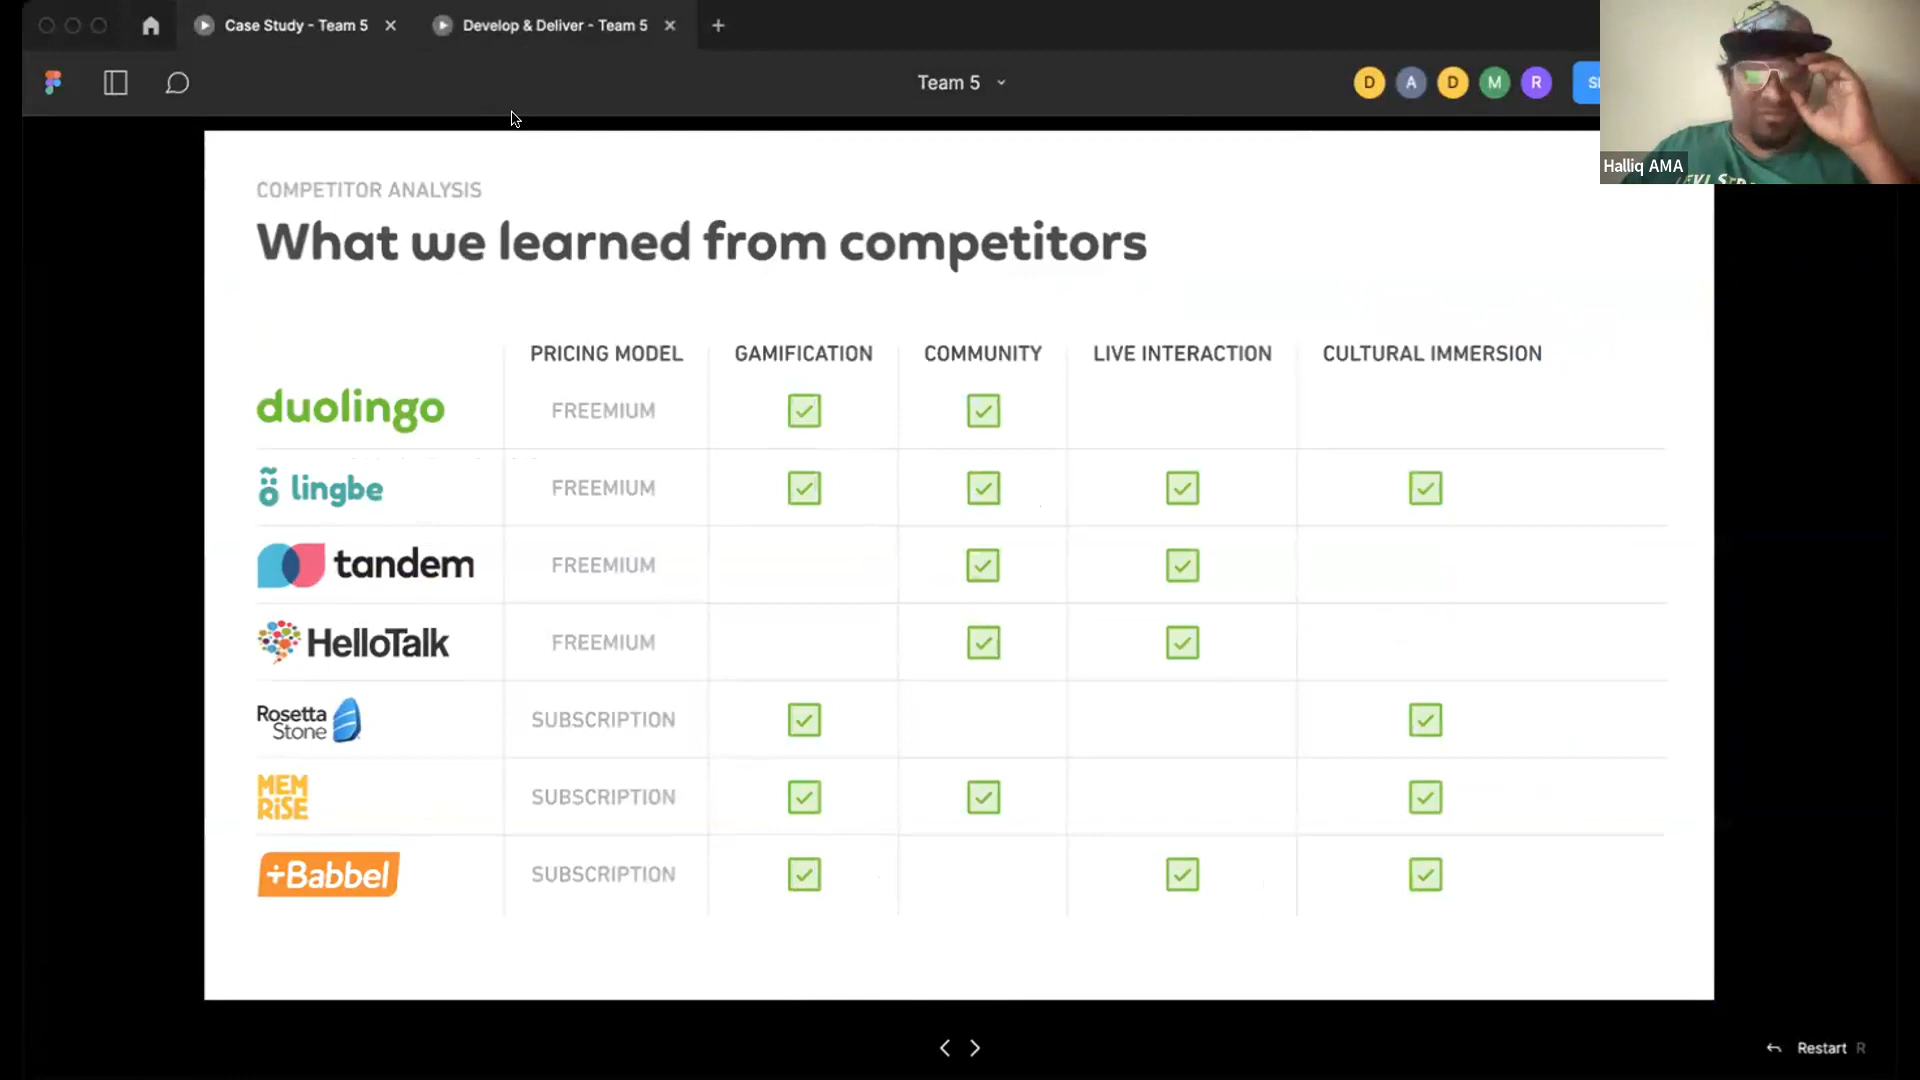 Case Study - Team 5
Develop & Deliver - Team 5
Team 5
D A D M R
Halliq AMA
COMPETITOR ANALYSIS
What we learned from competitors
PRICING MODEL GAMIFICATION COMMUNITY LIVE INTERACTION CULTURAL IMMERSION
duolingo FREEMIUM
lingbe FREEMIUM
tandem FREEMIUM
HelloTalk FREEMIUM
Rosetta
Stone SUBSCRIPTION
MEM
RiSE SUBSCRIPTION
+Babbel SUBSCRIPTION
Restart R